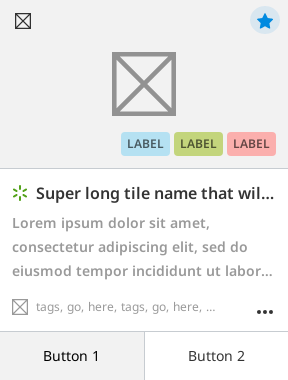 LABEL LABEL LABEL
Super long tile name that wil...
Lorem ipsum dolor sit amet,
consectetur adipiscing elit, sed do
eiusmod tempor incididunt ut labor...
tags, go, here, tags, go, here, ...
Button 1 Button 2